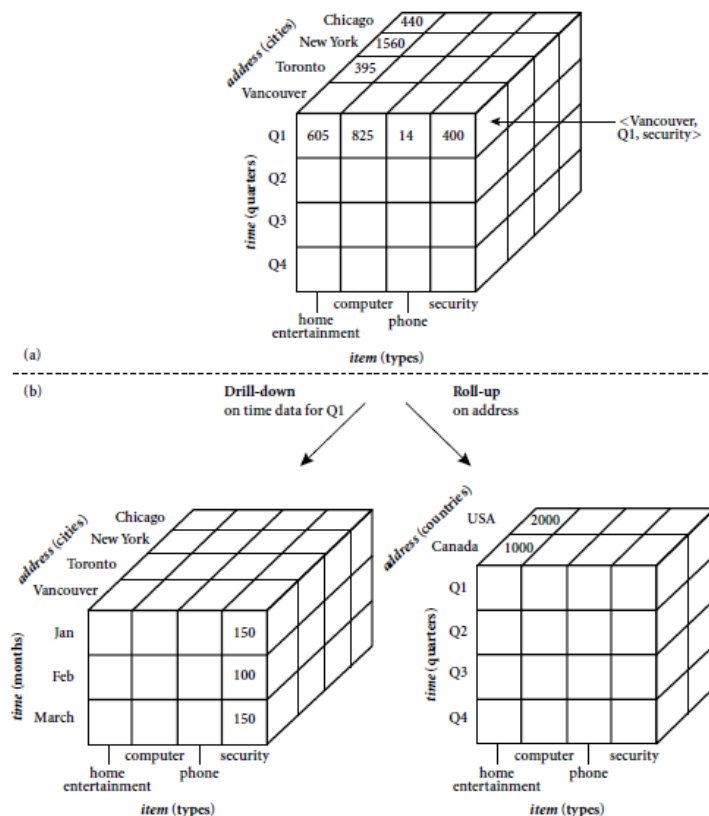 Chicago 440
New York 1560
Toronto 395
Vancouver
address (cities)
Q1 605 825 14 400
<Vancouver,
Q1, security>
Q2
Q3
Q4
time (quarters)
computer security
home phone
entertainment
item (types)
(a)
(b)
Drill-down
on time data for Q1
Roll-up
on address
Chicago
New York
Toronto
Vancouver
address (cities)
Jan 150
Feb 100
March 150
time (months)
computer security
home phone
entertainment
item (types)
USA 2000
Canada 1000
address (countries)
Q1
Q2
Q3
Q4
time (quarters)
computer security
home phone
entertainment
item (types)